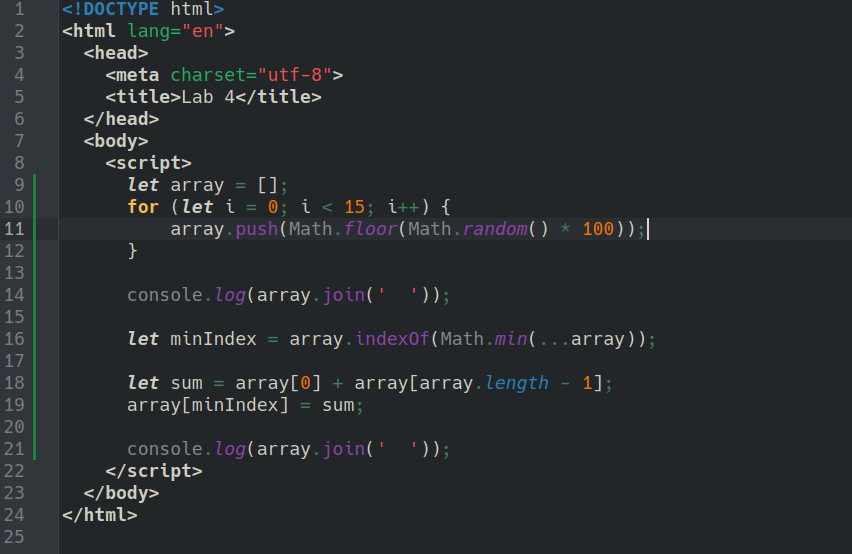 1 <!DOCTYPE html>
2 <html lang="en">
3   <head>
4     <meta charset="utf-8">
5     <title>Lab 4</title>
6   </head>
7   <body>
8     <script>
9       let array = [];
10       for (let i = 0; i < 15; i++) {
11           array.push(Math.floor(Math.random() * 100));
12       }
13
14       console.log(array.join('  '));
15
16       let minIndex = array.indexOf(Math.min(...array));
17
18       let sum = array[0] + array[array.length - 1];
19       array[minIndex] = sum;
20
21       console.log(array.join('  '));
22     </script>
23   </body>
24 </html>
25